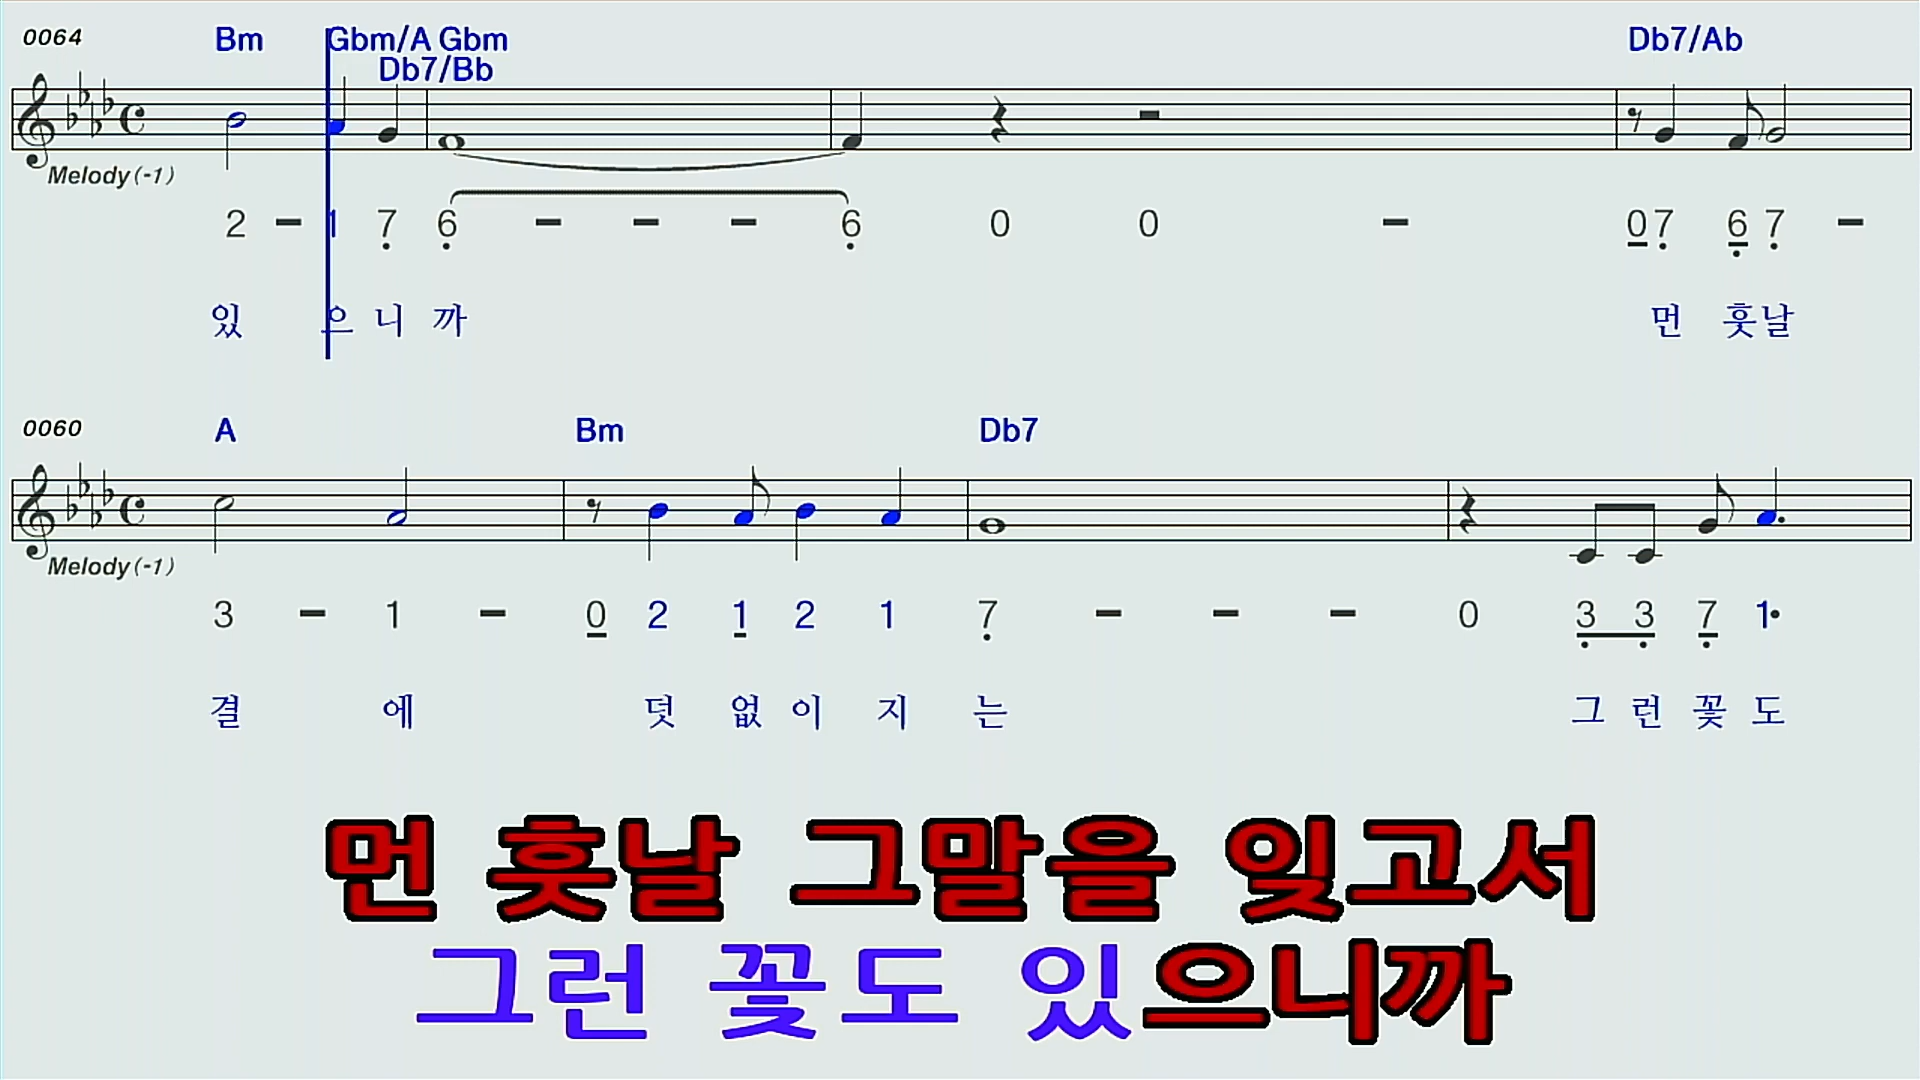 0064 Bm Gbm/A Gbm Db7/Ab
Db7/Bb
Melody(-1)
2 - 1 7 6 - - - 6 0 0 - 0 7 6 7 -
있 으 니 까 먼 훗 날
0060 A Bm Db7
Melody(-1)
3 - 1 - 0 2 1 2 1 7 - - - 0 3 3 7 1•
결 에 덧 없 이 지 는 그 런 꽃 도
먼 훗날 그말을 잊고서
그런 꽃도 있으니까